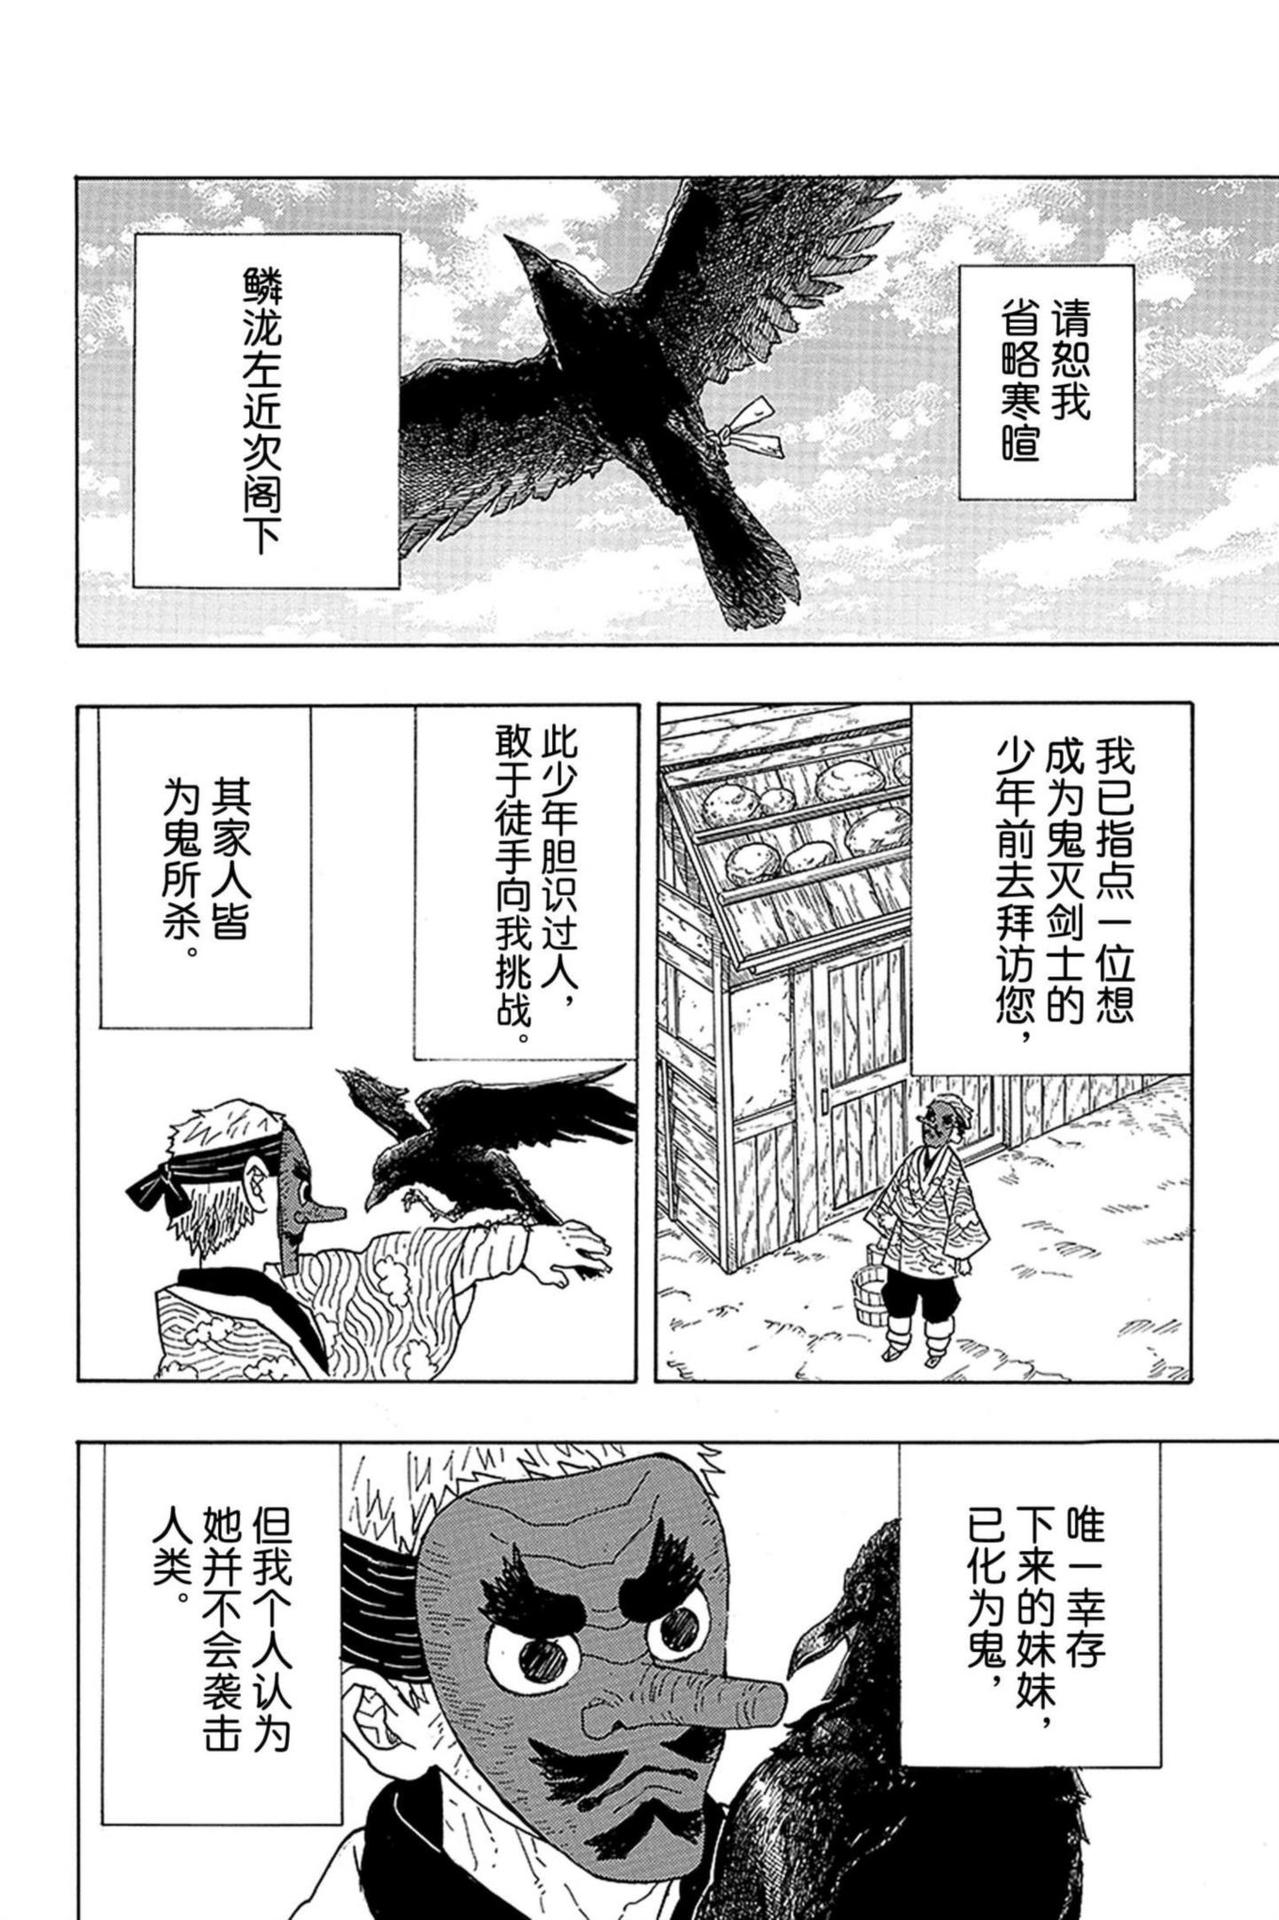 请恕我
省略寒暄
鳞泷左近次阁下
我已指点一位想
成为鬼灭剑士的
少年前去拜访您，
此少年胆识过人，
敢于徒手向我挑战。
其家人皆
为鬼所杀。
唯一幸存
下来的妹妹，
已化为鬼，
但我个人认为
她并不会袭击
人类。